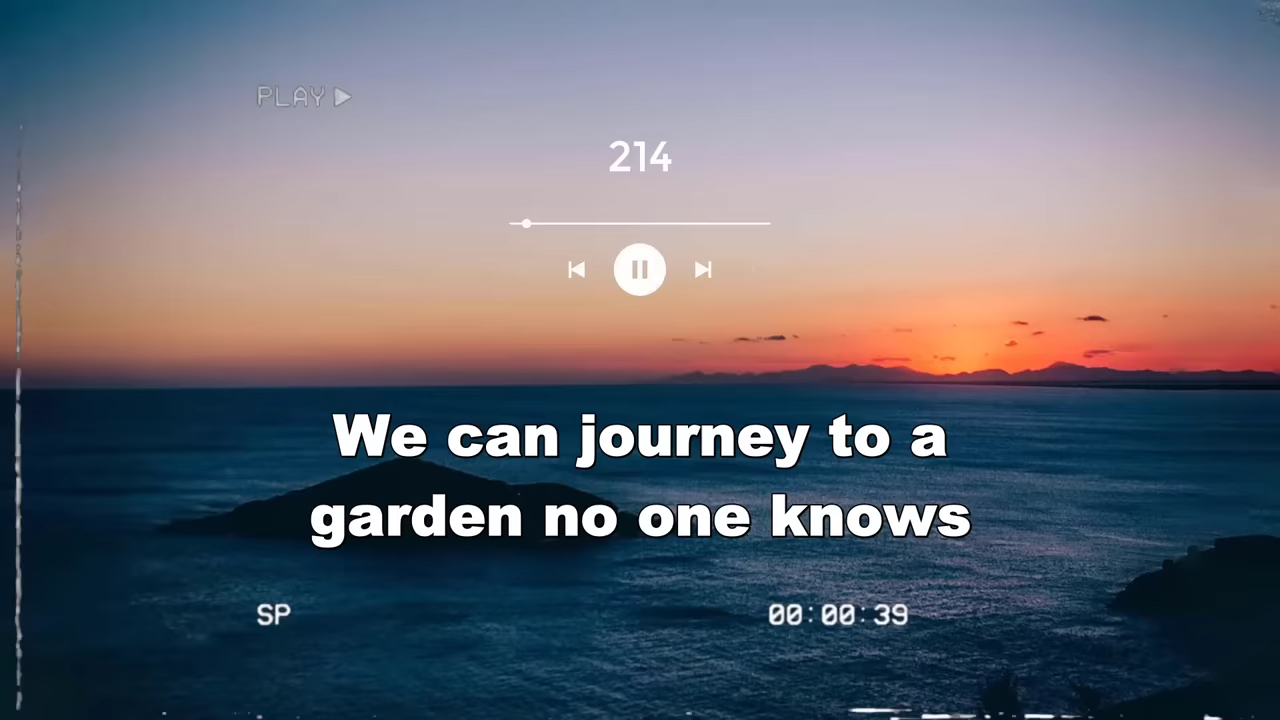 PLAY
214
We can journey to a
garden no one knows
SP
00:00:39